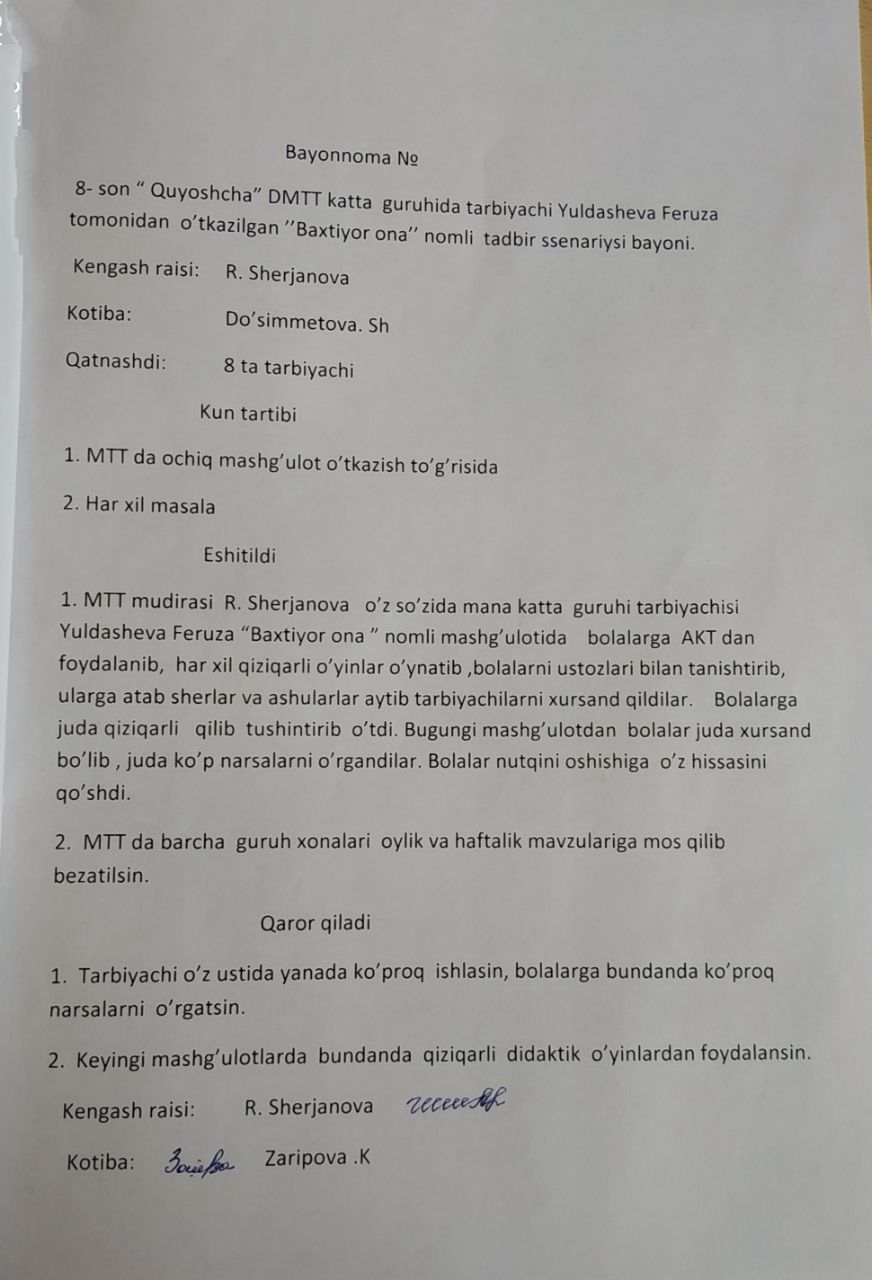 Bayonnoma №
8- son “ Quyoshcha” DMTT katta guruhida tarbiyachi Yuldasheva Feruza
tomonidan o’tkazilgan ’’Baxtiyor ona’’ nomli tadbir ssenariysi bayoni.
Kengash raisi: R. Sherjanova
Kotiba: Do’simmetova. Sh
Qatnashdi: 8 ta tarbiyachi
Kun tartibi
1. MTT da ochiq mashg’ulot o’tkazish to’g’risida
2. Har xil masala
Eshitildi
1. MTT mudirasi R. Sherjanova o’z so’zida mana katta guruhi tarbiyachisi
Yuldasheva Feruza “Baxtiyor ona ” nomli mashg’ulotida bolalarga AKT dan
foydalanib, har xil qiziqarli o’yinlar o’ynatib ,bolalarni ustozlari bilan tanishtirib,
ularga atab sherlar va ashularlar aytib tarbiyachilarni xursand qildilar. Bolalarga
juda qiziqarli qilib tushintirib o’tdi. Bugungi mashg’ulotdan bolalar juda xursand
bo’lib , juda ko’p narsalarni o’rgandilar. Bolalar nutqini oshishiga o’z hissasini
qo’shdi.
2. MTT da barcha guruh xonalari oylik va haftalik mavzulariga mos qilib
bezatilsin.
Qaror qiladi
1. Tarbiyachi o’z ustida yanada ko’proq ishlasin, bolalarga bundanda ko’proq
narsalarni o’rgatsin.
2. Keyingi mashg’ulotlarda bundanda qiziqarli didaktik o’yinlardan foydalansin.
Kengash raisi: R. Sherjanova
Kotiba: Zaripova .K